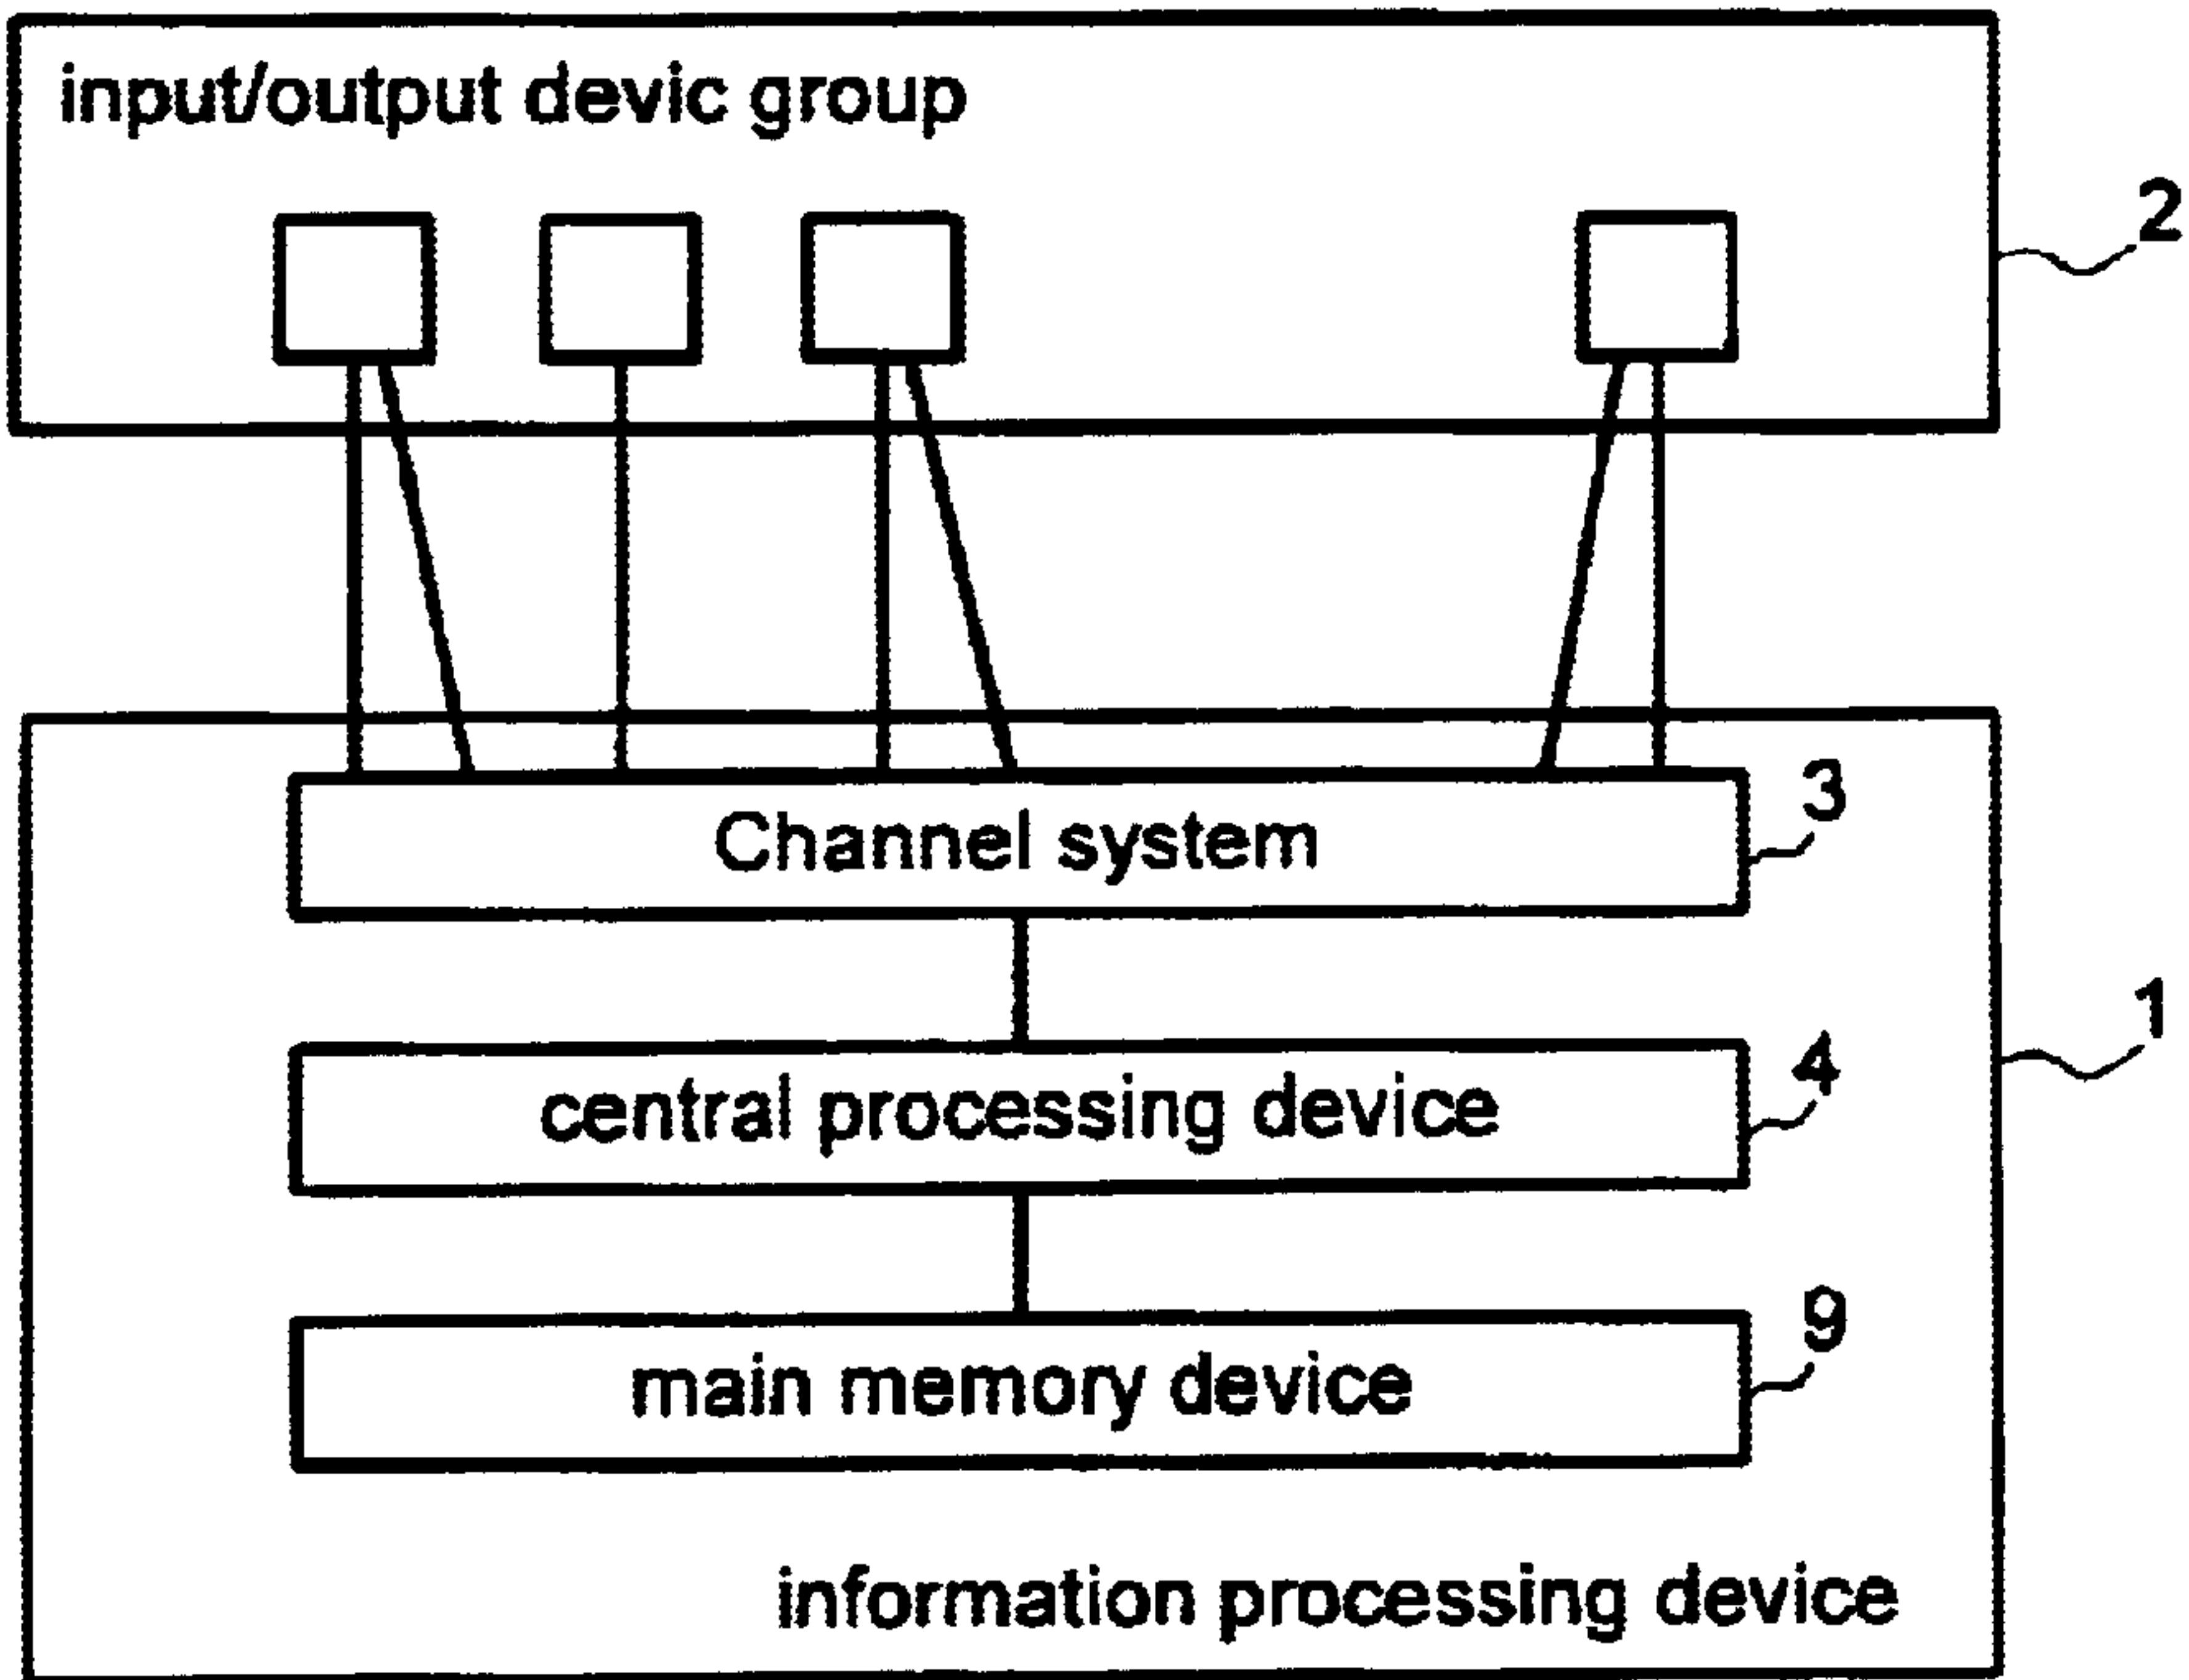 input/output devic group
2
Channel system
3
central processing device
4
1
main memory device
9
information processing device